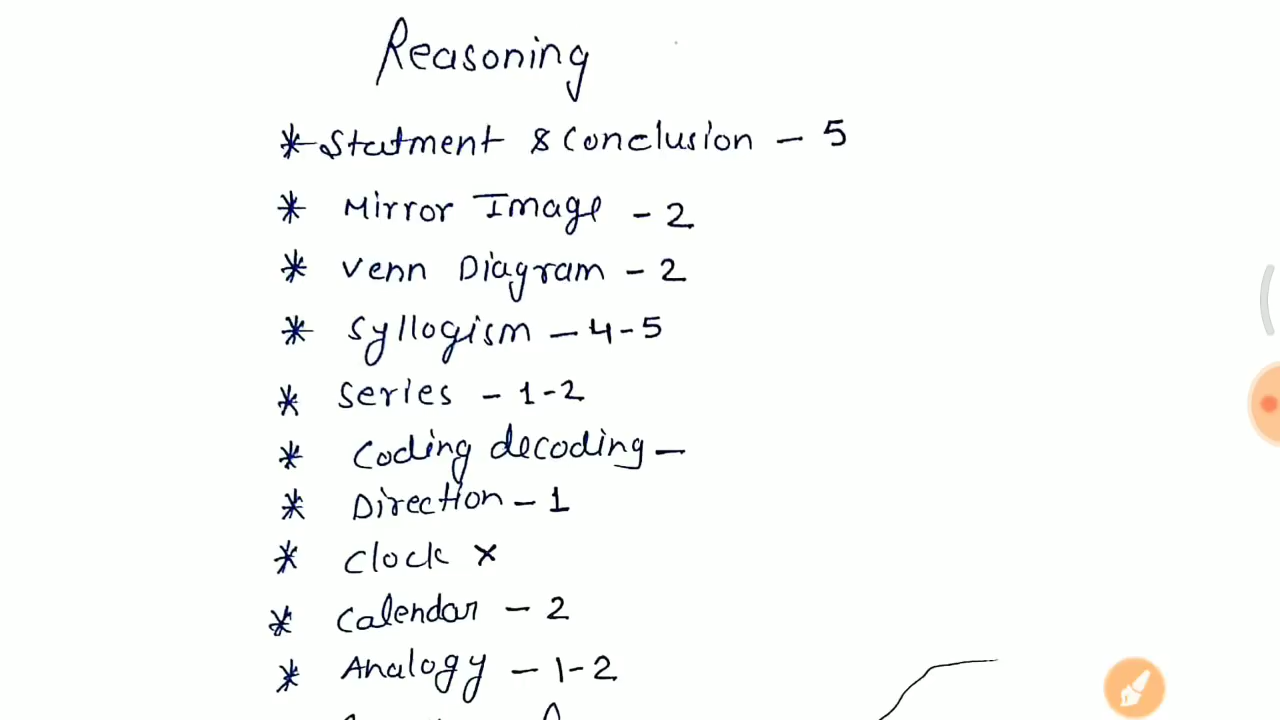 Reasoning
* Statment & Conclusion - 5
* Mirror Image - 2
* Venn Diagram - 2
* Syllogism - 4-5
* Series - 1-2
* Coding decoding -
* Direction - 1
* Clock ×
* Calendar - 2
* Analogy - 1-2